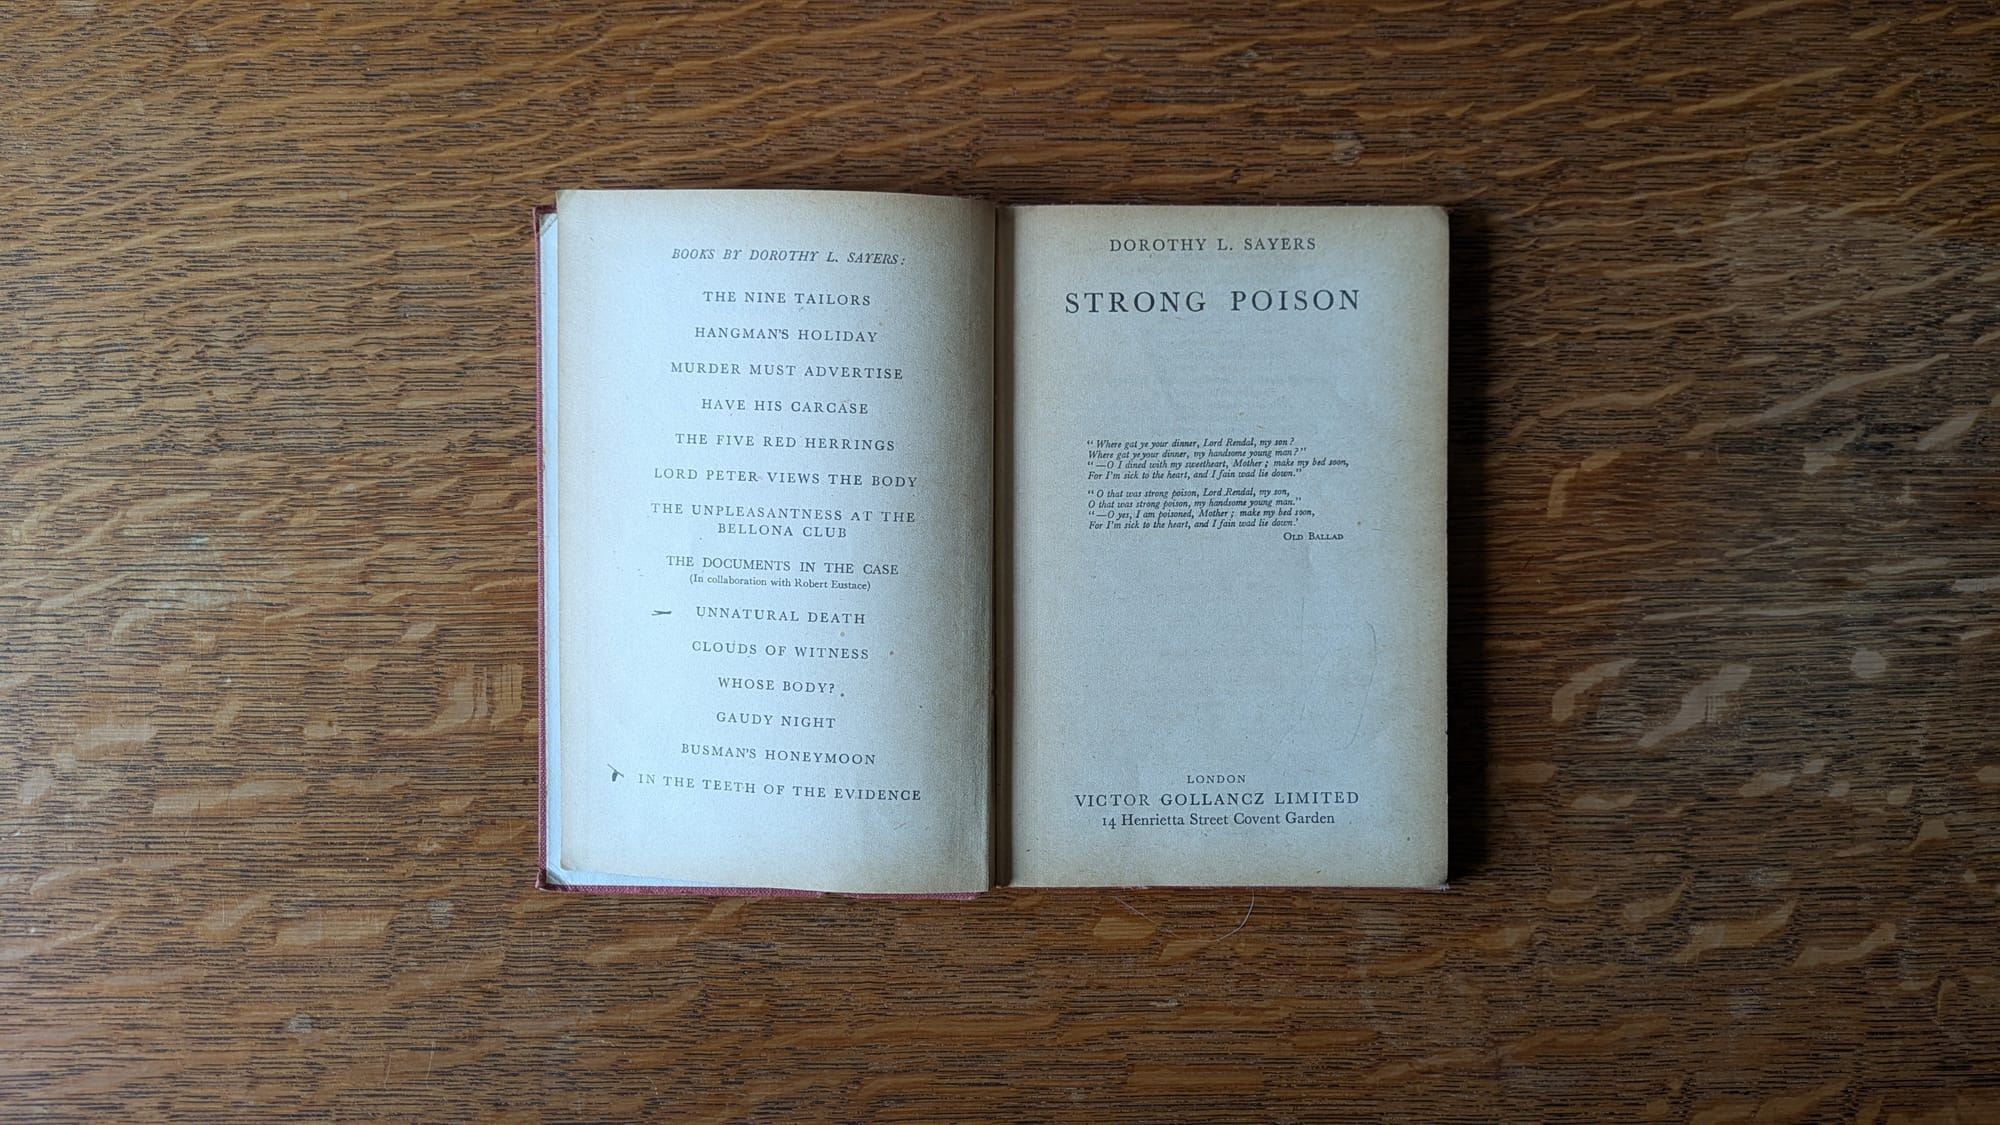 BOOKS BY DOROTHY L. SAYERS:
THE NINE TAILORS
HANGMAN'S HOLIDAY
MURDER MUST ADVERTISE
HAVE HIS CARCASE
THE FIVE RED HERRINGS
LORD PETER VIEWS THE BODY
THE UNPLEASANTNESS AT THE
BELLONA CLUB
THE DOCUMENTS IN THE CASE
(In collaboration with Robert Eustace)
UNNATURAL DEATH
CLOUDS OF WITNESS
WHOSE BODY?
GAUDY NIGHT
BUSMAN'S HONEYMOON
IN THE TEETH OF THE EVIDENCE
DOROTHY L. SAYERS
STRONG POISON
“ Where gat ye your dinner, Lord Rendal, my son ?
Where gat ye your dinner, my handsome young man ? ”
“ —O I dined with my sweetheart, Mother ; make my bed soon,
For I'm sick to the heart, and I fain wad lie down.”
“ O that was strong poison, Lord Rendal, my son,
O that was strong poison, my handsome young man.”
“ —O yes, I am poisoned, Mother ; make my bed soon,
For I'm sick to the heart, and I fain wad lie down.'
OLD BALLAD
LONDON
VICTOR GOLLANCZ LIMITED
14 Henrietta Street Covent Garden